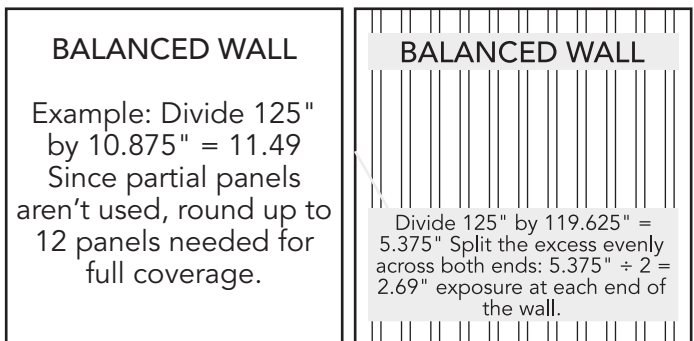 BALANCED WALL
Example: Divide 125"
by 10.875" = 11.49
Since partial panels
aren’t used, round up to
12 panels needed for
full coverage.
BALANCED WALL
Divide 125" by 119.625" =
5.375" Split the excess evenly
across both ends: 5.375" ÷ 2 =
2.69" exposure at each end of
the wall.